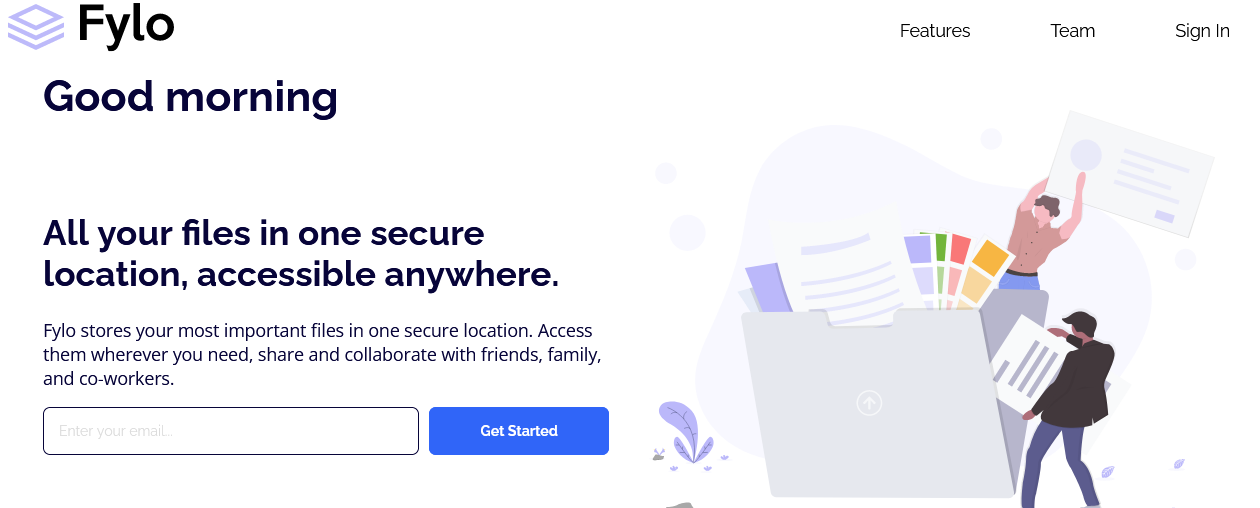 Fylo
Features
Team
Sign In
Good morning
All your files in one secure
location, accessible anywhere.
Fylo stores your most important files in one secure location. Access
them wherever you need, share and collaborate with friends, family,
and co-workers.
Enter your email...
Get Started